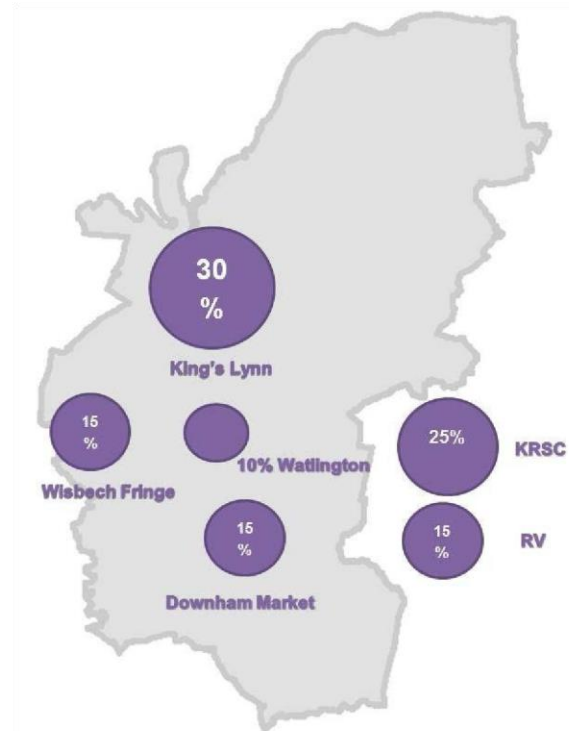 30
%
King's Lynn
15
%
Wisbech Fringe
10% Watlington
25%
KRSC
15
%
Downham Market
15
%
RV